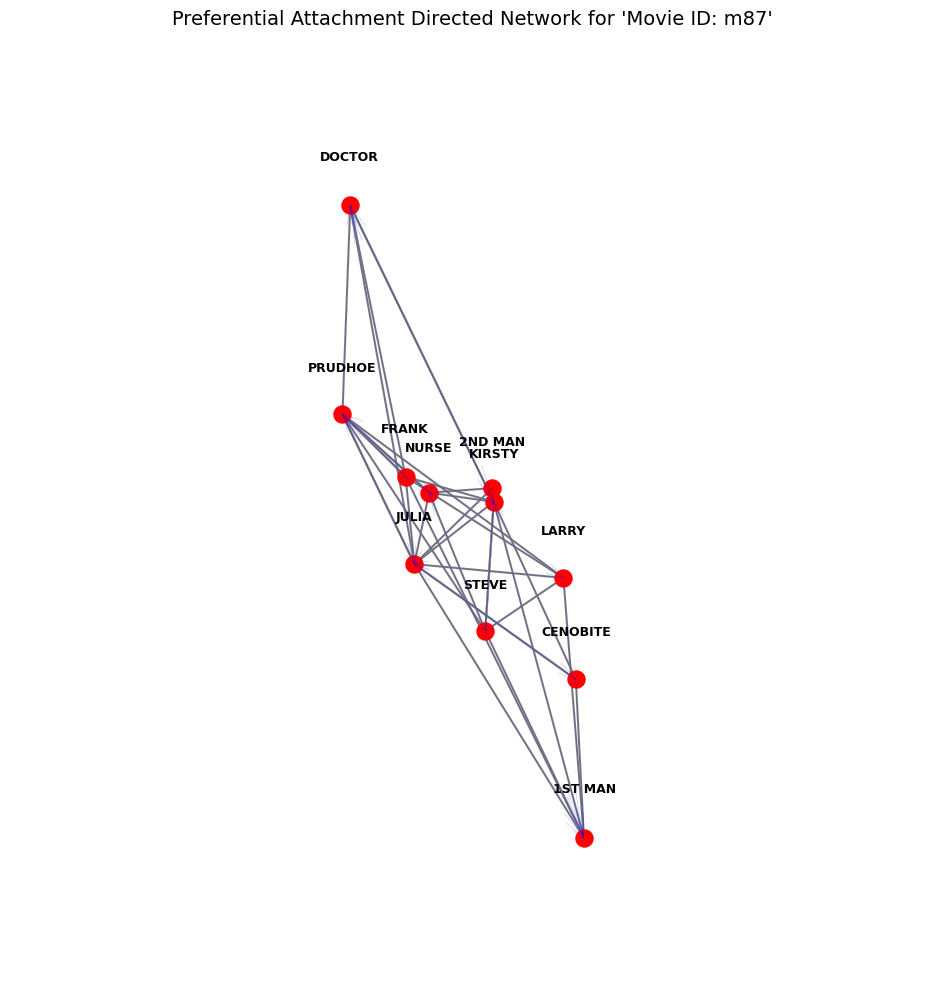 Preferential Attachment Directed Network for 'Movie ID: m87'
DOCTOR
PRUDHOE
FRANK
2ND MAN
NURSE
KIRSTY
JULIA
LARRY
STEVE
CENOBITE
1ST MAN